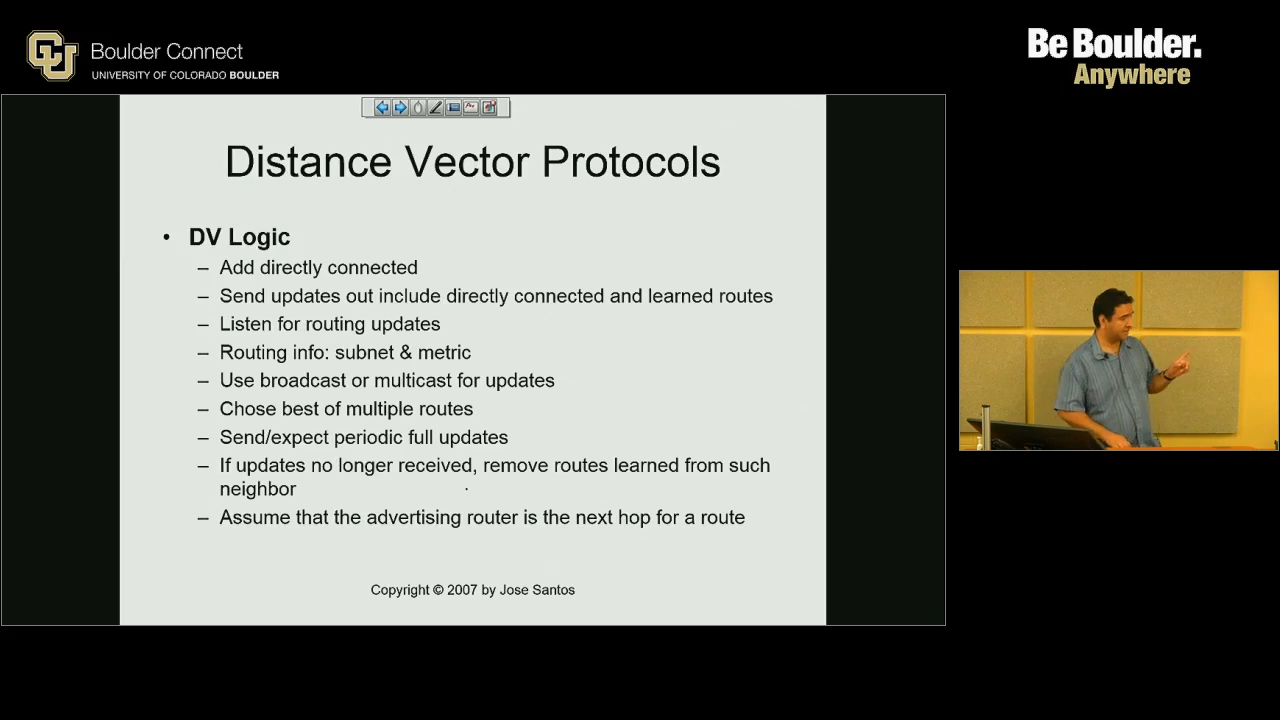 CU
Boulder Connect
UNIVERSITY OF COLORADO BOULDER
Be Boulder.
Anywhere
Distance Vector Protocols
• DV Logic
– Add directly connected
– Send updates out include directly connected and learned routes
– Listen for routing updates
– Routing info: subnet & metric
– Use broadcast or multicast for updates
– Chose best of multiple routes
– Send/expect periodic full updates
– If updates no longer received, remove routes learned from such
neighbor
– Assume that the advertising router is the next hop for a route
Copyright © 2007 by Jose Santos